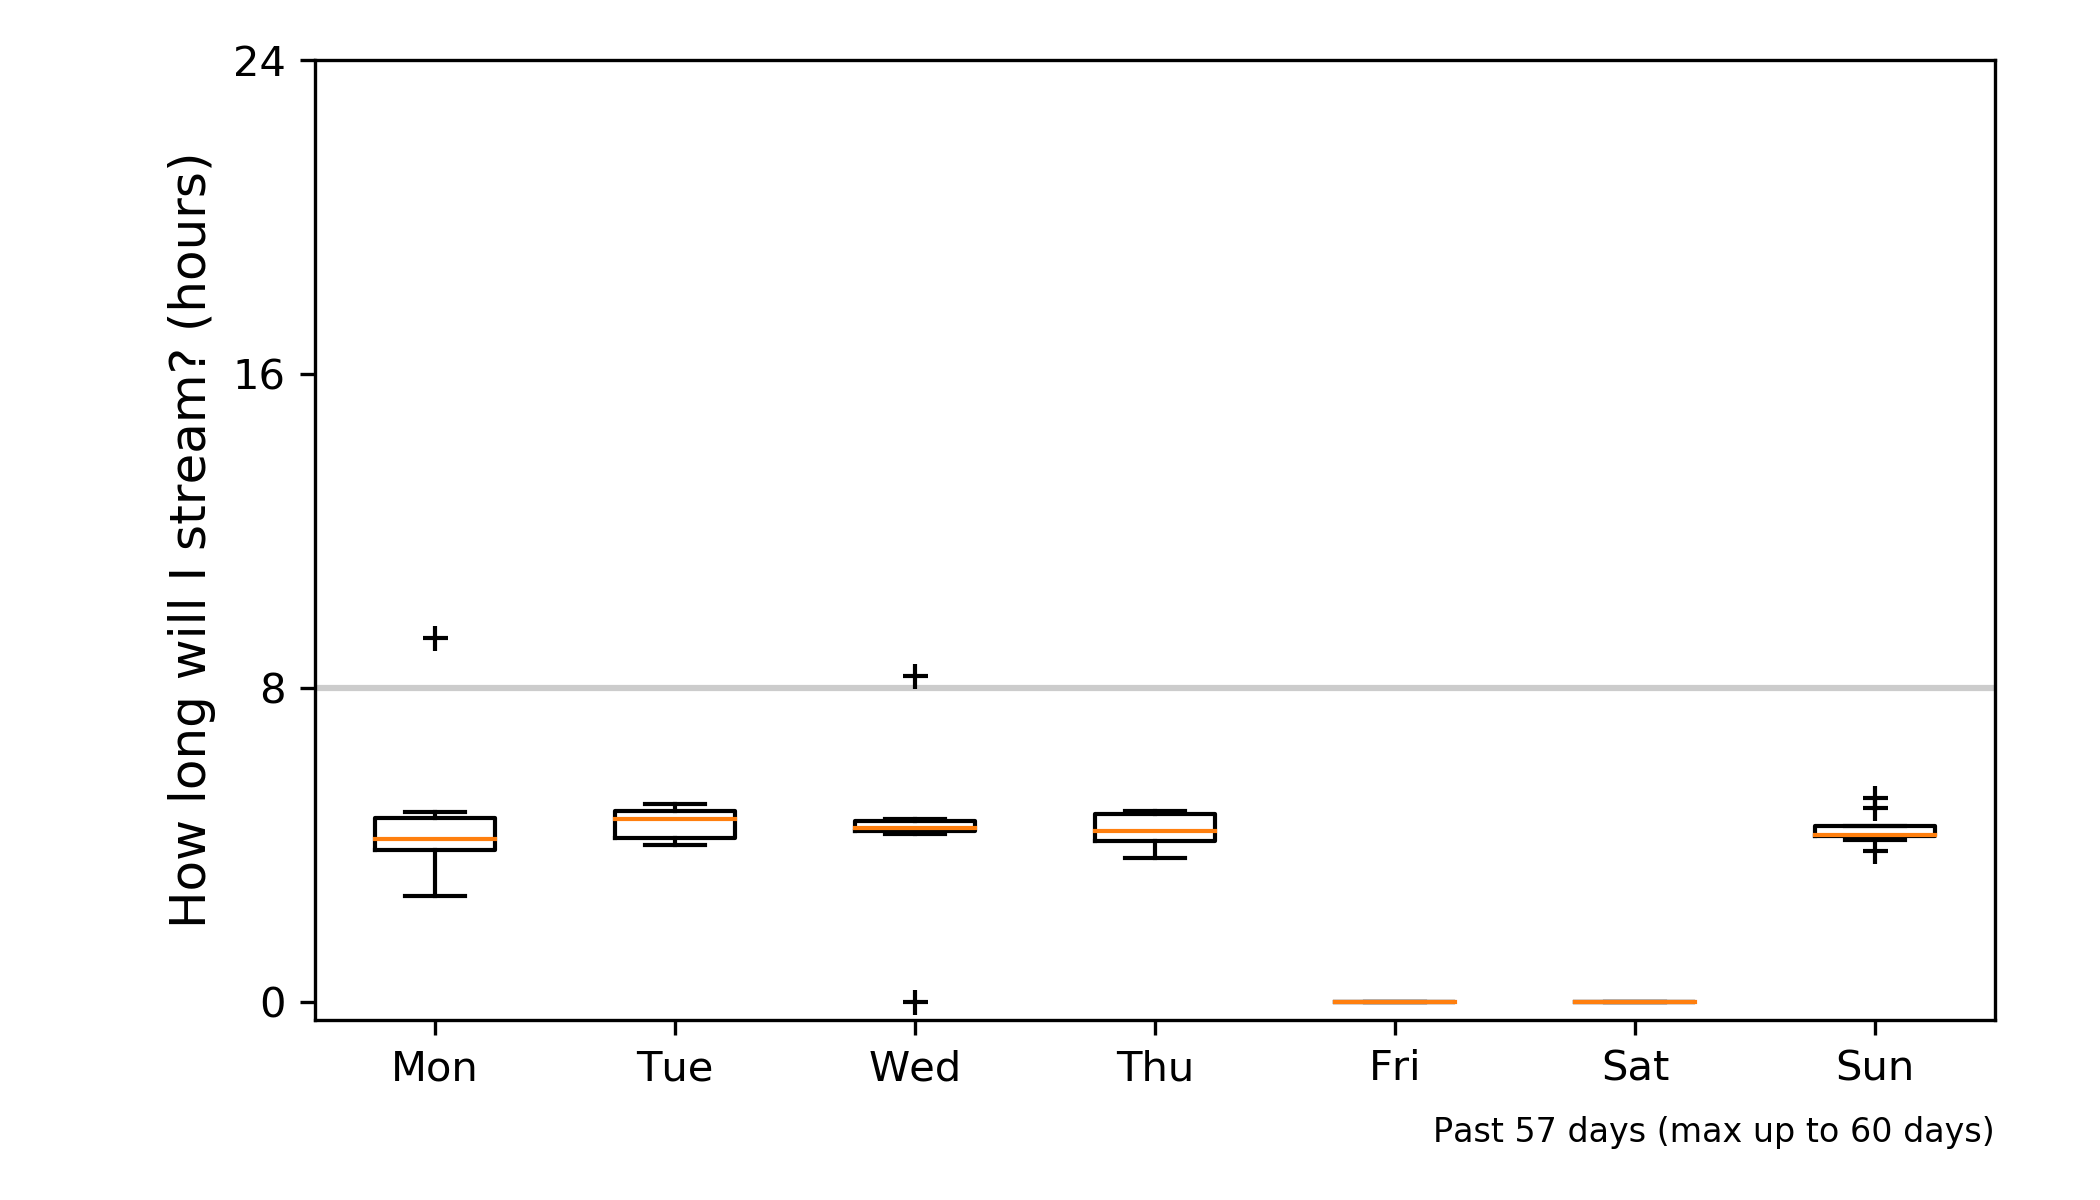 How long will I stream? (hours)
24
16
8
0
Mon
Tue
Wed
Thu
Fri
Sat
Sun
Past 57 days (max up to 60 days)